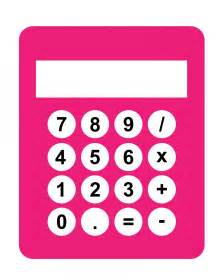 7 8 9 /
4 5 6 x
1 2 3 +
0 . = -